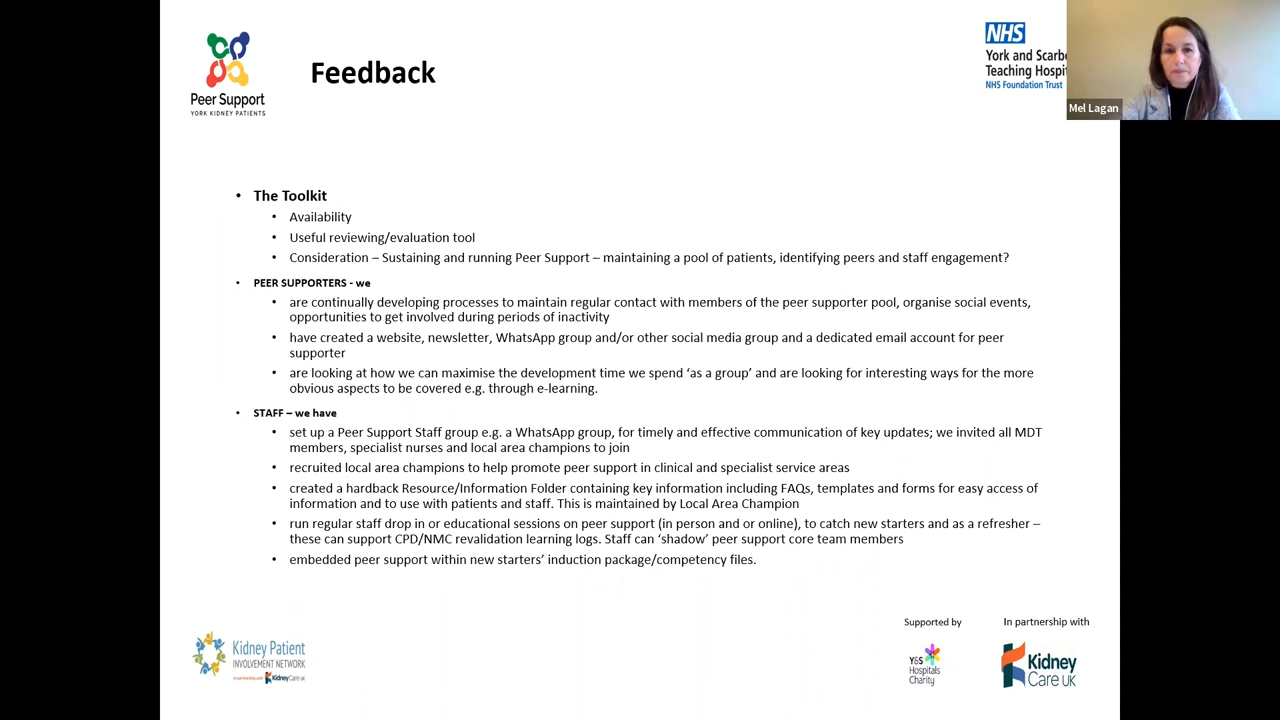 Peer Support
YORK KIDNEY PATIENTS
Feedback
NHS
York and Scarbo
Teaching Hospi
NHS Foundation Trust
Mel Lagan
• The Toolkit
• Availability
• Useful reviewing/evaluation tool
• Consideration – Sustaining and running Peer Support – maintaining a pool of patients, identifying peers and staff engagement?
• PEER SUPPORTERS - we
• are continually developing processes to maintain regular contact with members of the peer supporter pool, organise social events,
opportunities to get involved during periods of inactivity
• have created a website, newsletter, WhatsApp group and/or other social media group and a dedicated email account for peer
supporter
• are looking at how we can maximise the development time we spend ‘as a group’ and are looking for interesting ways for the more
obvious aspects to be covered e.g. through e-learning.
• STAFF – we have
• set up a Peer Support Staff group e.g. a WhatsApp group, for timely and effective communication of key updates; we invited all MDT
members, specialist nurses and local area champions to join
• recruited local area champions to help promote peer support in clinical and specialist service areas
• created a hardback Resource/Information Folder containing key information including FAQs, templates and forms for easy access of
information and to use with patients and staff. This is maintained by Local Area Champion
• run regular staff drop in or educational sessions on peer support (in person and or online), to catch new starters and as a refresher –
these can support CPD/NMC revalidation learning logs. Staff can ‘shadow’ peer support core team members
• embedded peer support within new starters’ induction package/competency files.
Kidney Patient
INVOLVEMENT NETWORK
in partnership with Kidney Care UK
Supported by
Y&S
Hospitals
Charity
In partnership with
Kidney
Care UK